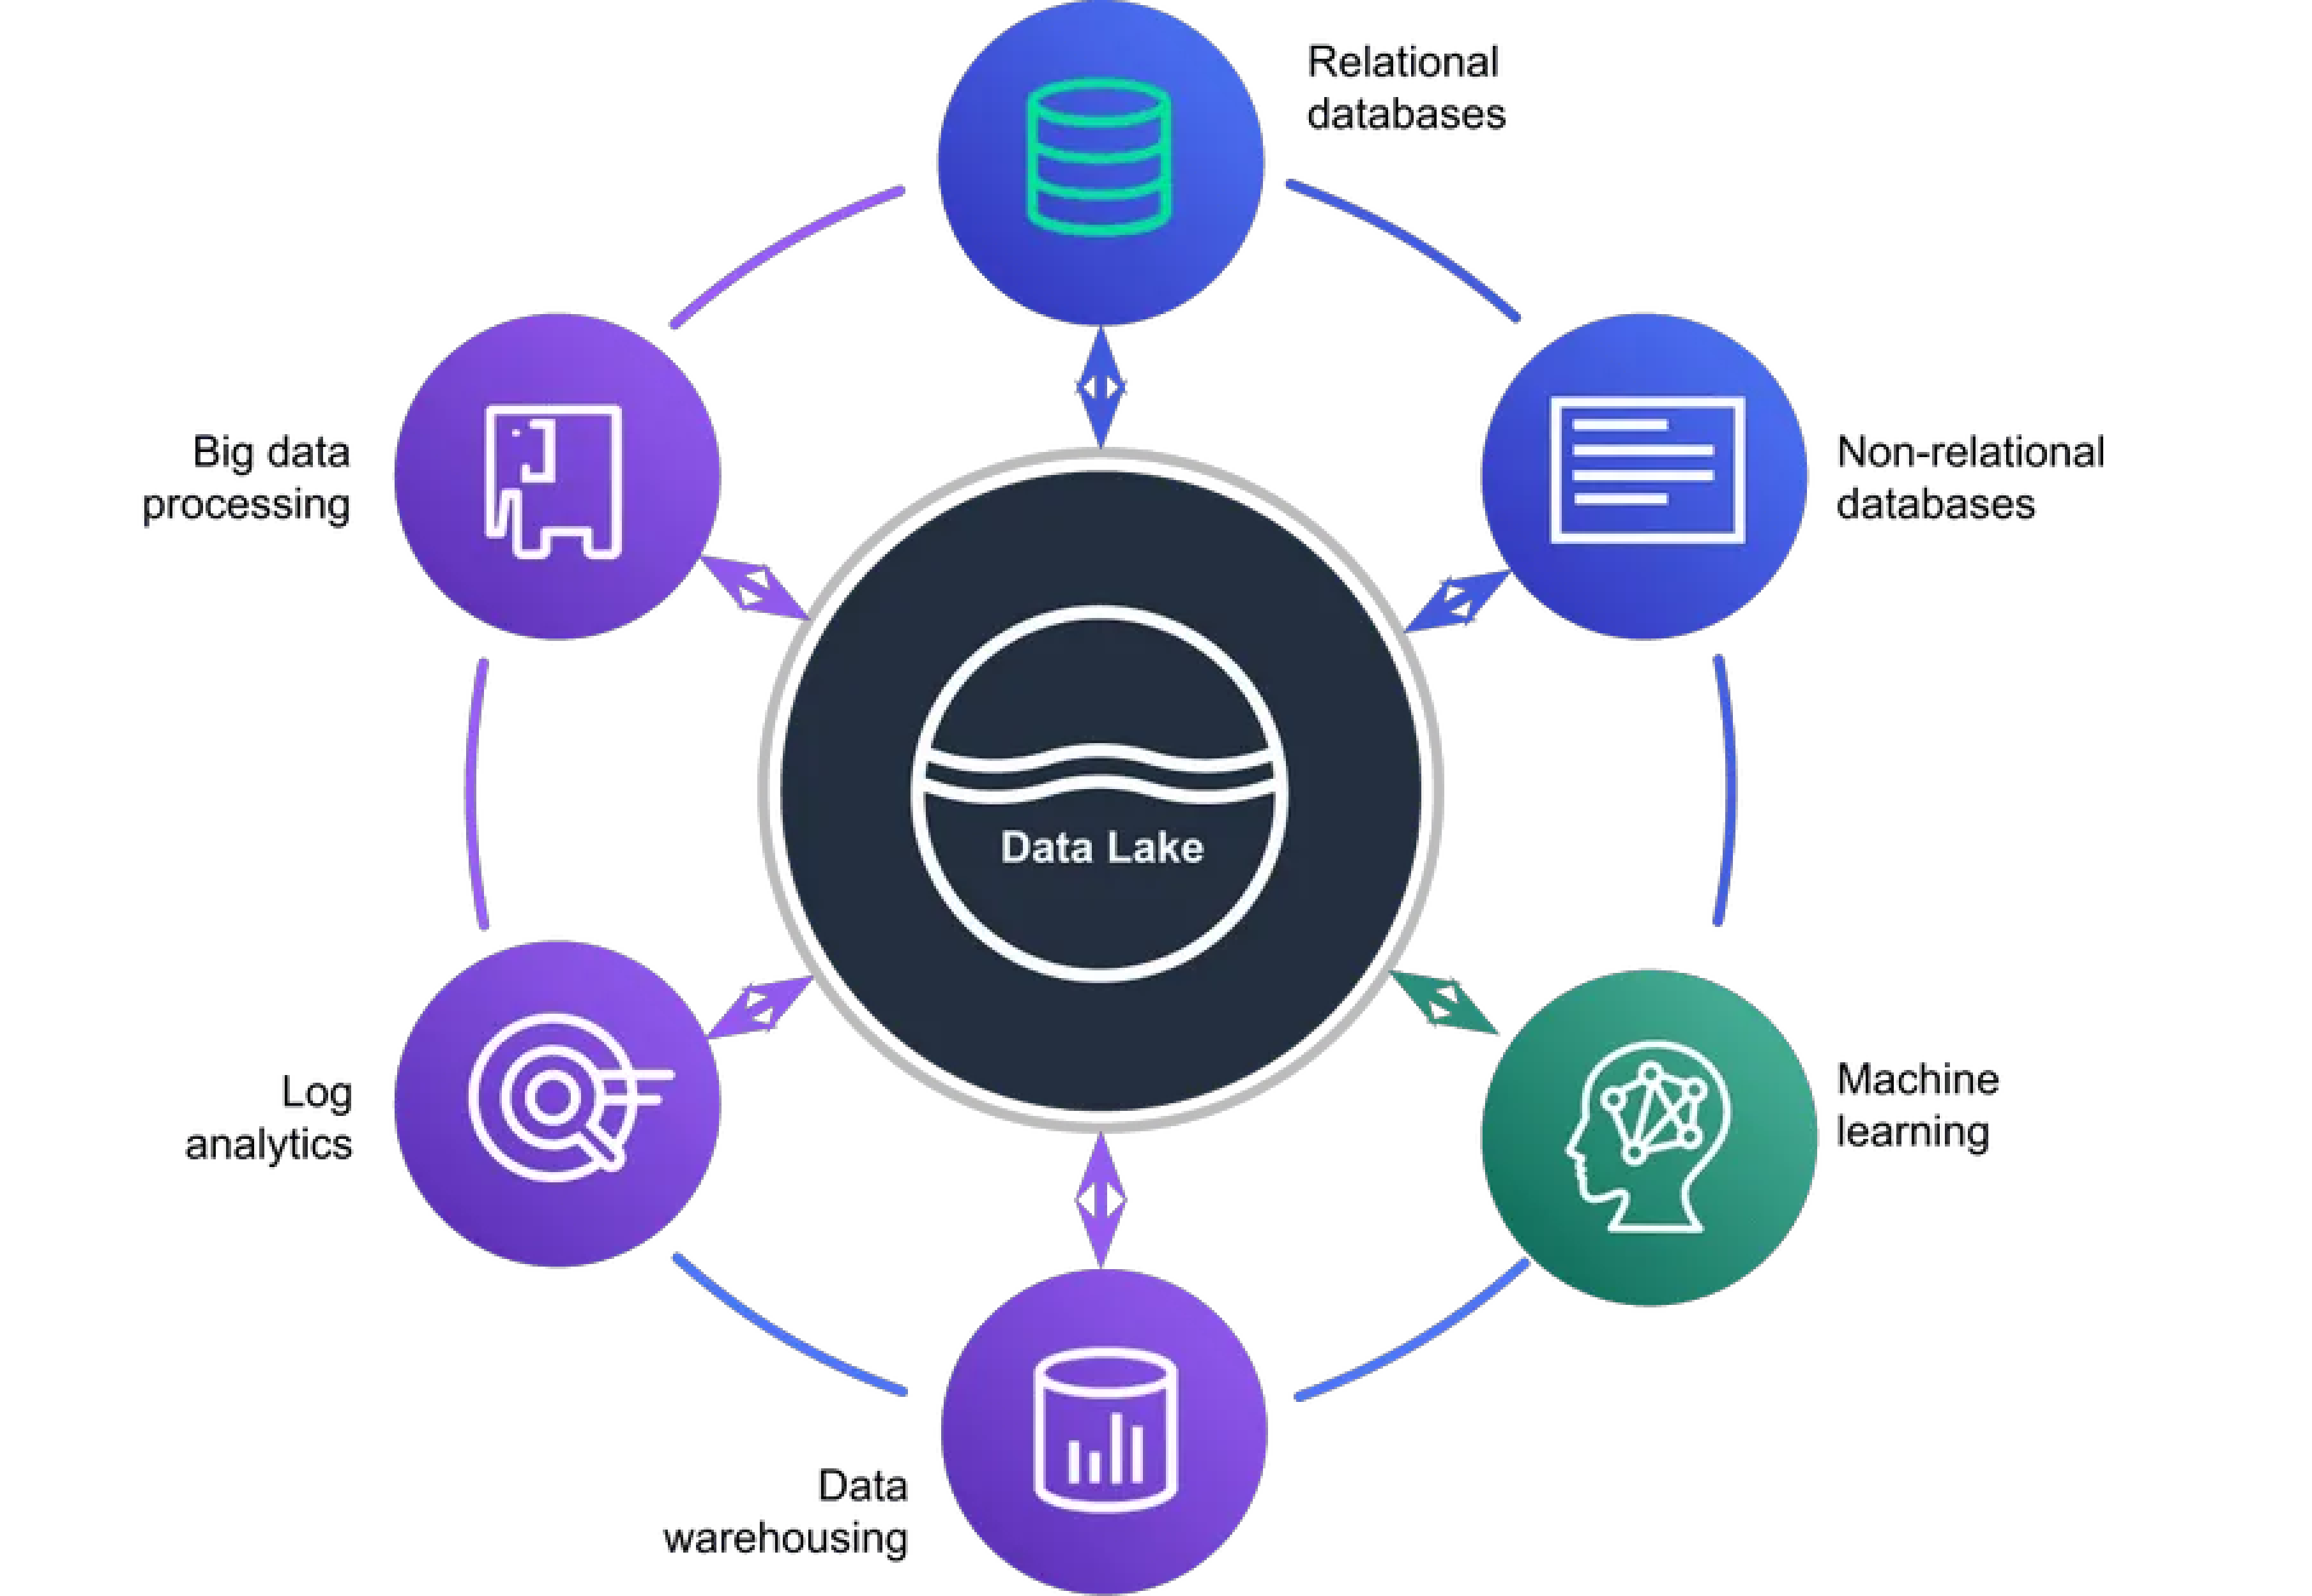 Relational
databases
Big data
processing
Non-relational
databases
Data Lake
Log
analytics
Machine
learning
Data
warehousing